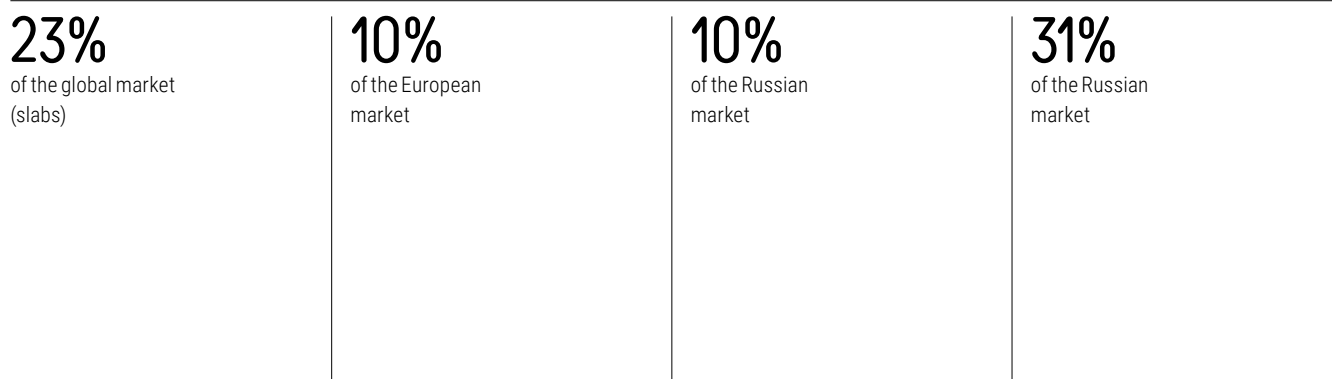 23%
of the global market
(slabs)
10%
of the European
market
10%
of the Russian
market
31%
of the Russian
market